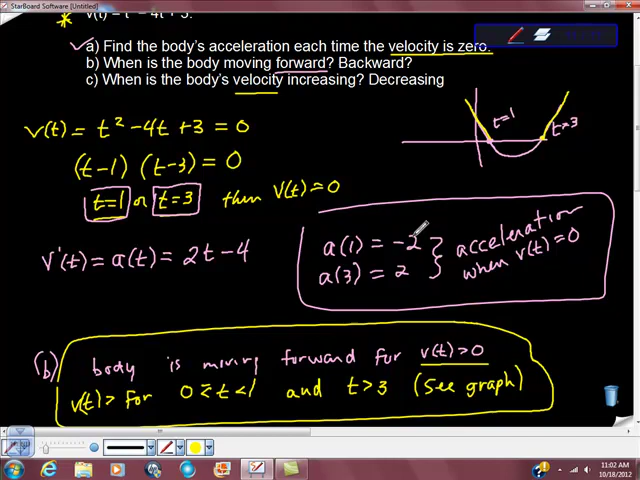 StarBoard Software [Untitled]
v(t) = t² − 4t + 3.
a) Find the body's acceleration each time the velocity is zero.
b) When is the body moving forward? Backward?
c) When is the body's velocity increasing? Decreasing
v(t) = t² − 4t + 3 = 0
(t−1) (t−3) = 0
t=1 or t=3 then v(t) = 0
t=1
t=3
v'(t) = a(t) = 2t − 4
a(1) = −2
a(3) = 2
} acceleration
when v(t) = 0
(b) body is moving forward for v(t) > 0
v(t) > for 0 ≤ t < 1 and t > 3 (see graph)
11:02 AM
10/18/2012